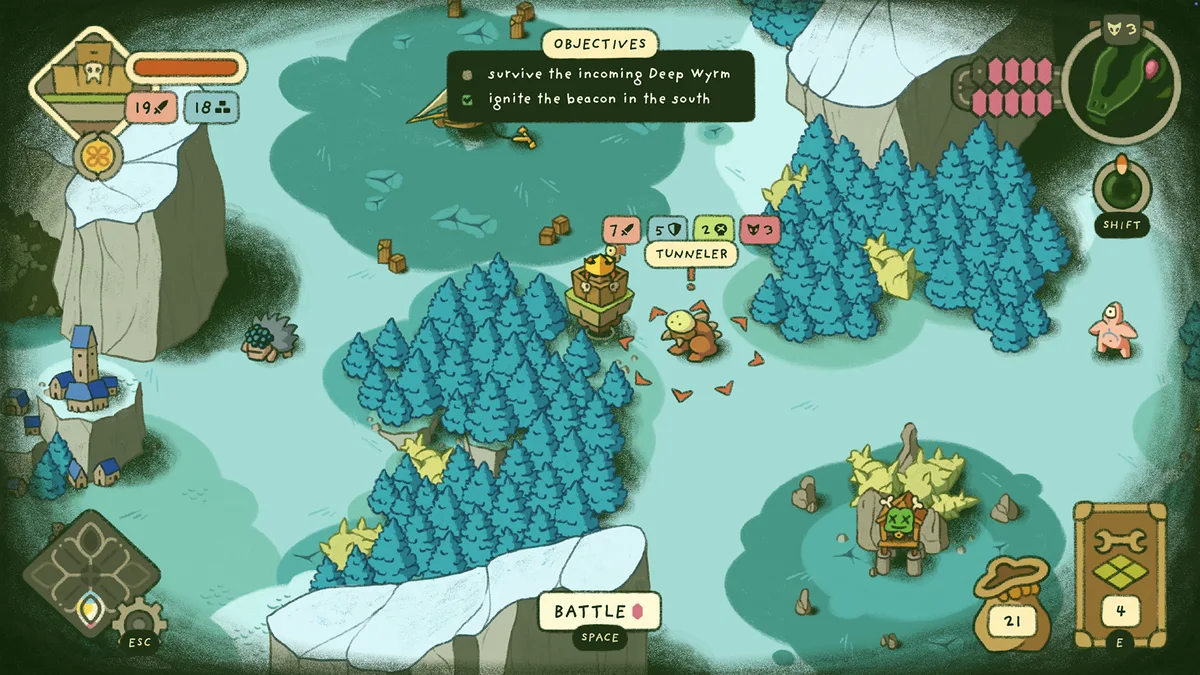 OBJECTIVES
survive the incoming Deep Wyrm
ignite the beacon in the south
3
19
18
SHIFT
7
5
2
3
TUNNELER
BATTLE
SPACE
ESC
21
4
E